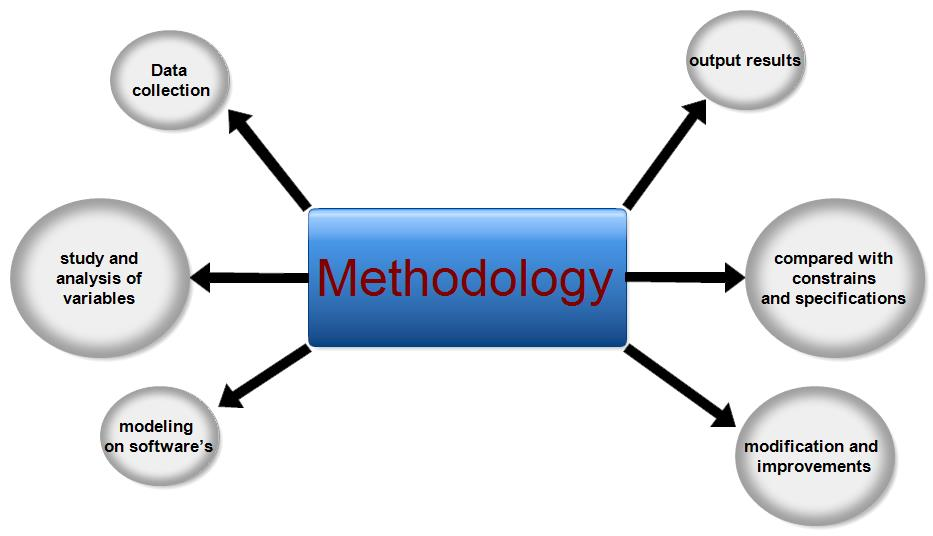 Data
collection
study and
analysis of
variables
modeling
on software's
Methodology
output results
compared with
constrains
and specifications
modification and
improvements